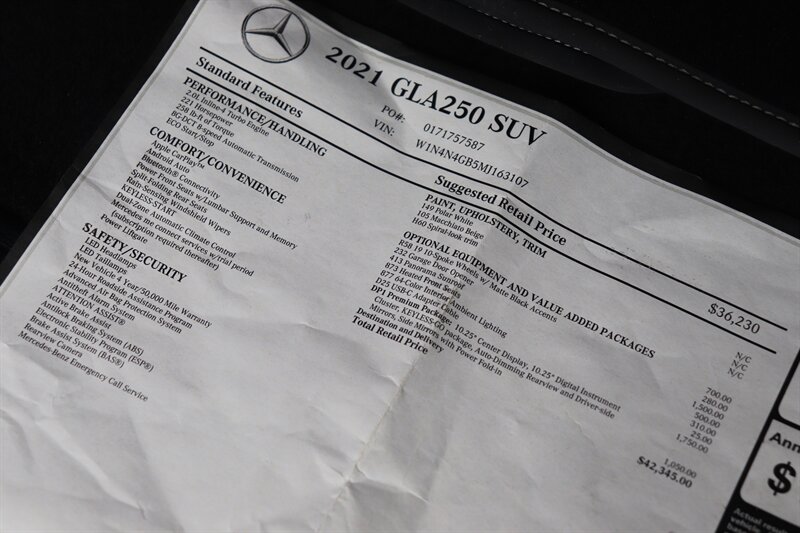 2021 GLA250 SUV
PO#: 0171757587
VIN: W1N4N4GB5MJ163107
Standard Features
PERFORMANCE/HANDLING
2.0L Inline-4 Turbo Engine
221 Horsepower
258 lb-ft of Torque
8G-DCT 8-speed Automatic Transmission
ECO Start/Stop
COMFORT/CONVENIENCE
Apple CarPlay™
Android Auto
Bluetooth® Connectivity
Power Front Seats w/Lumbar Support and Memory
Split-Folding Rear Seats
Rain-Sensing Windshield Wipers
KEYLESS-START
Dual-Zone Automatic Climate Control
Mercedes me connect services w/trial period
(subscription required thereafter)
Power liftgate
SAFETY/SECURITY
LED Headlamps
LED Taillamps
New Vehicle 4 Year/50,000 Mile Warranty
24-Hour Roadside Assistance Program
Advanced Air Bag Protection System
Antitheft Alarm System
ATTENTION ASSIST®
Active Brake Assist
Antilock Braking System (ABS)
Electronic Stability Program (ESP®)
Brake Assist System (BAS®)
Rearview Camera
Mercedes-Benz Emergency Call Service
Suggested Retail Price $36,230
PAINT, UPHOLSTERY, TRIM
149 Polar White N/C
105 Macchiato Beige N/C
H60 Spiral-look trim N/C
OPTIONAL EQUIPMENT AND VALUE ADDED PACKAGES
R58 19 10-Spoke Wheels w/ Matte Black Accents 700.00
232 Garage Door Opener 280.00
413 Panorama Sunroof 1,500.00
873 Heated Front Seats 500.00
877 64 Color Interior Ambient Lighting 310.00
D25 USB-C Adapter Cable 25.00
DP1 Premium Package: 10.25" Center Display, 10.25" Digital Instrument 1,750.00
Cluster, KEYLESS-GO package, Auto-Dimming Rearview and Driver-side
Mirrors, Side Mirrors with Power Fold-in
Destination and Delivery 1,050.00
Total Retail Price $42,345.00
Ann
$
Actual resu
vehicle